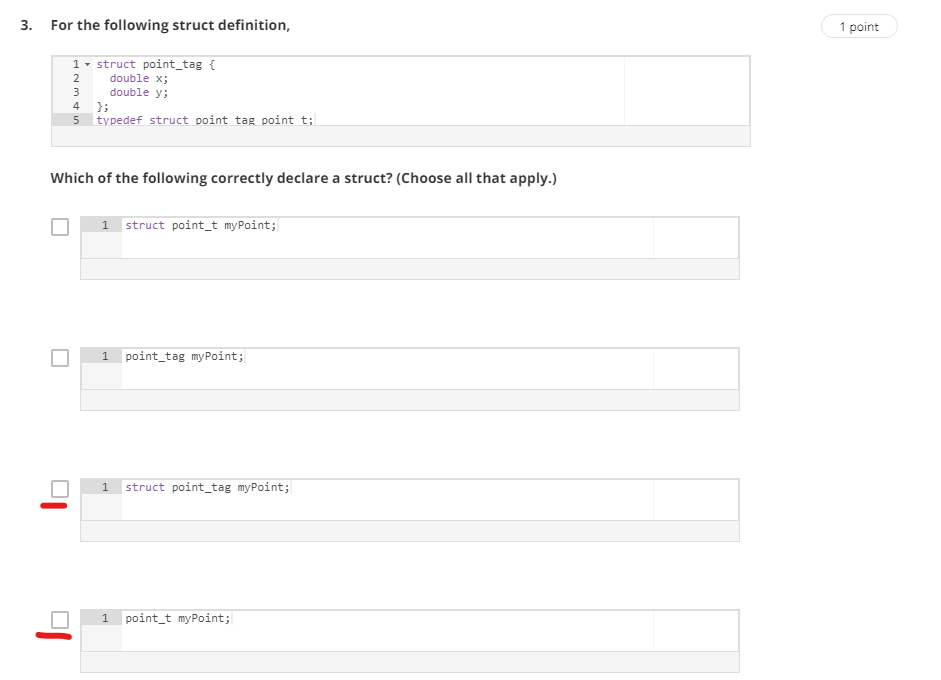 3. For the following struct definition,
1 point
1 struct point_tag {
2 double x;
3 double y;
4 };
5 typedef struct point_tag point_t;
Which of the following correctly declare a struct? (Choose all that apply.)
1 struct point_t myPoint;
1 point_tag myPoint;
1 struct point_tag myPoint;
1 point_t myPoint;